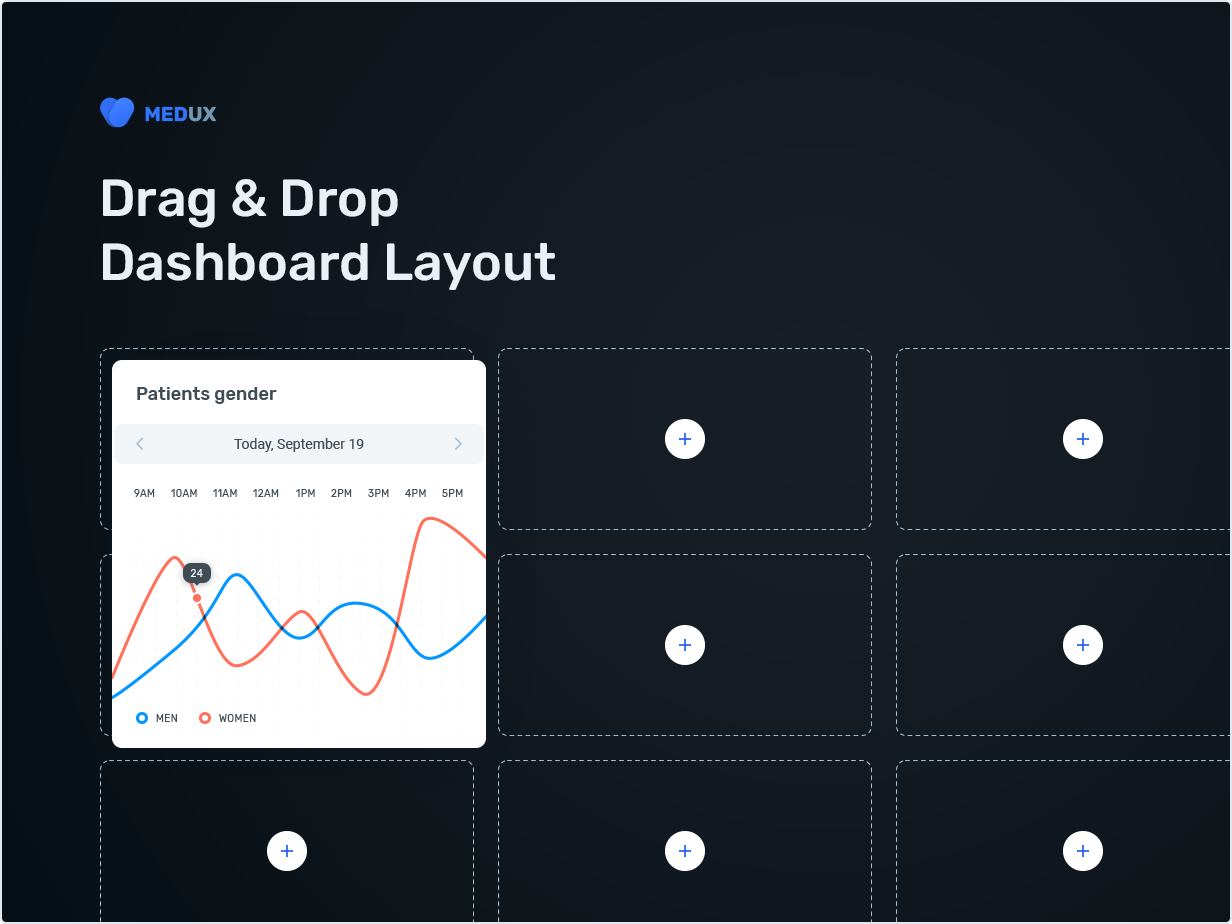 MEDUX
Drag & Drop
Dashboard Layout
Patients gender
Today, September 19
9AM 10AM 11AM 12AM 1PM 2PM 3PM 4PM 5PM
24
MEN WOMEN